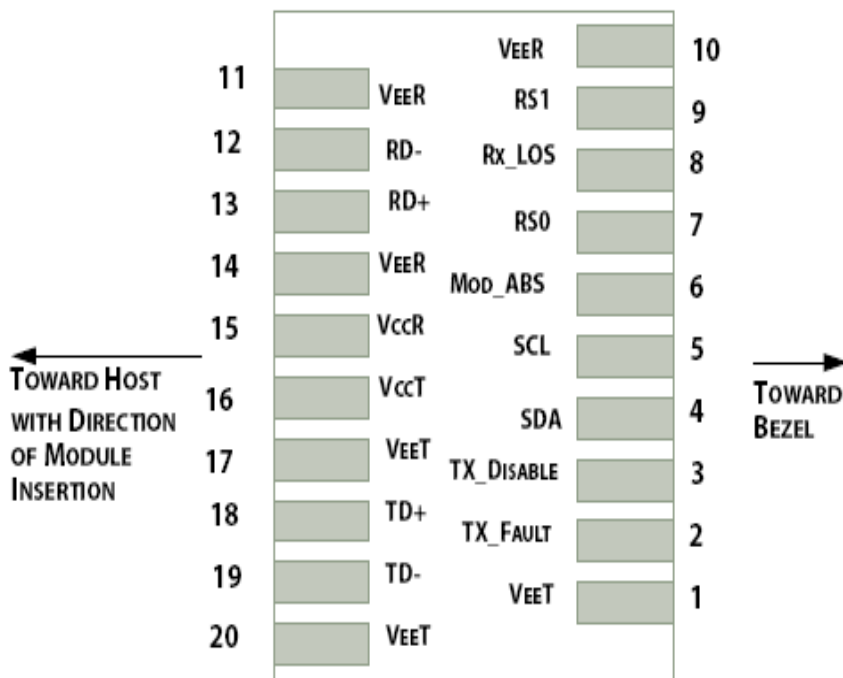 VEER 10
11 VEER
RS1 9
12 RD-
RX_LOS 8
13 RD+
RS0 7
14 VEER
MOD_ABS 6
15 VCCR
SCL 5
TOWARD HOST
WITH DIRECTION
OF MODULE
INSERTION
TOWARD
BEZEL
16 VCCT
SDA 4
17 VEET
TX_DISABLE 3
18 TD+
TX_FAULT 2
19 TD-
VEET 1
20 VEET